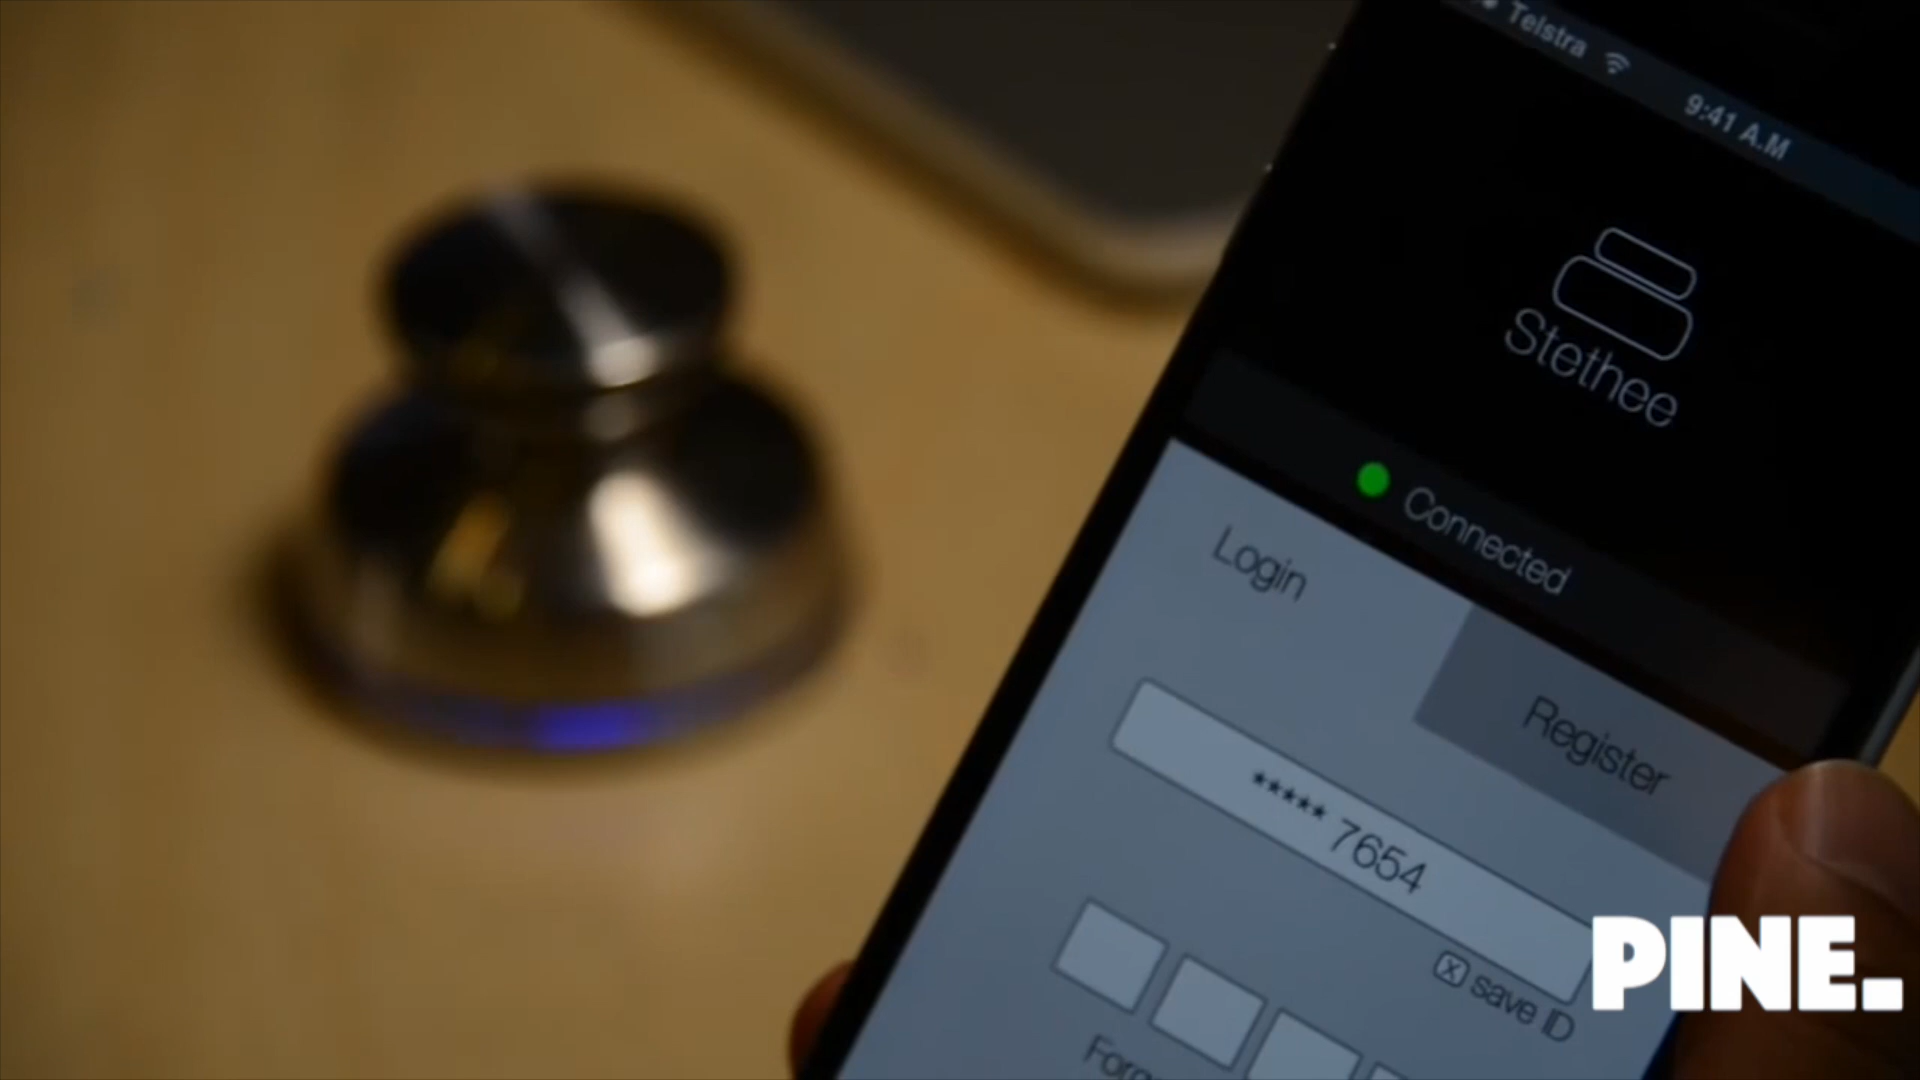 Telstra
9:41 A.M
Stethee
Connected
Login
Register
***** 7654
x save ID
PINE.